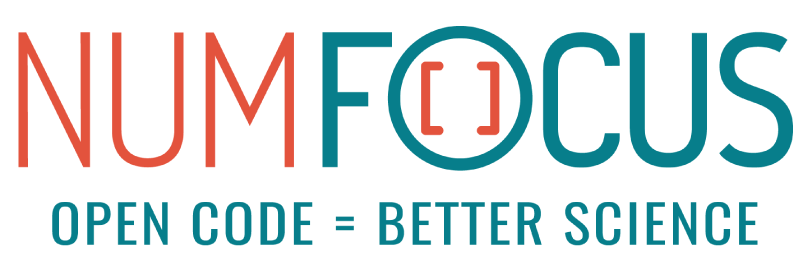 NUMFOCUS
OPEN CODE = BETTER SCIENCE